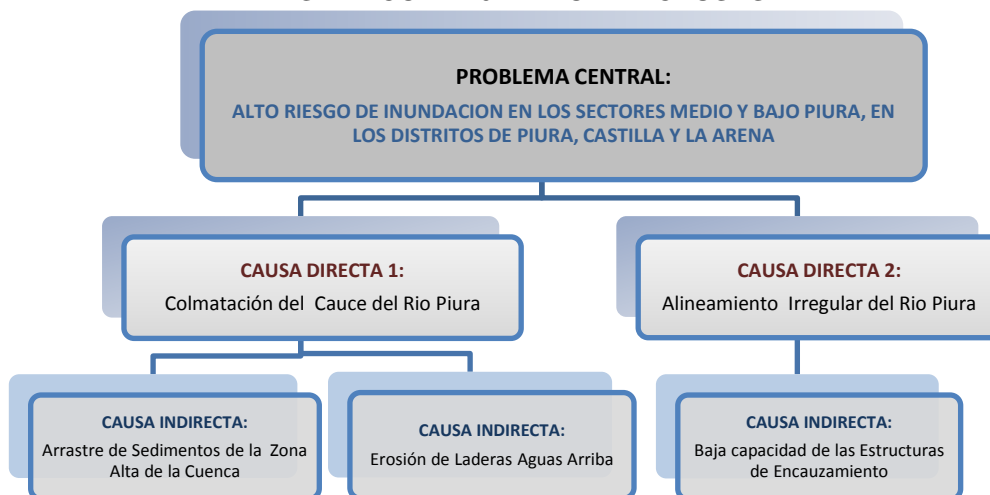 PROBLEMA CENTRAL:
ALTO RIESGO DE INUNDACION EN LOS SECTORES MEDIO Y BAJO PIURA, EN
LOS DISTRITOS DE PIURA, CASTILLA Y LA ARENA
CAUSA DIRECTA 1:
Colmatación del Cauce del Rio Piura
CAUSA DIRECTA 2:
Alineamiento Irregular del Rio Piura
CAUSA INDIRECTA:
Arrastre de Sedimentos de la Zona
Alta de la Cuenca
CAUSA INDIRECTA:
Erosión de Laderas Aguas Arriba
CAUSA INDIRECTA:
Baja capacidad de las Estructuras
de Encauzamiento